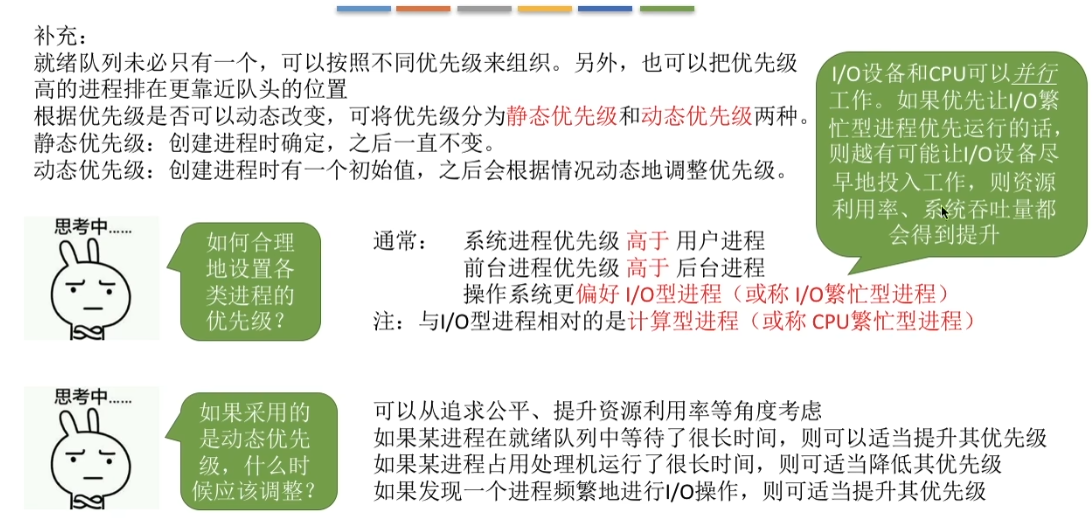 补充：
就绪队列未必只有一个，可以按照不同优先级来组织。另外，也可以把优先级
高的进程排在更靠近队头的位置
根据优先级是否可以动态改变，可将优先级分为静态优先级和动态优先级两种。
静态优先级：创建进程时确定，之后一直不变。
动态优先级：创建进程时有一个初始值，之后会根据情况动态地调整优先级。
I/O设备和CPU可以并行
工作。如果优先让I/O繁
忙型进程优先运行的话，
则越有可能让I/O设备尽
早地投入工作，则资源
利用率、系统吞吐量都
会得到提升
思考中......
如何合理
地设置各
类进程的
优先级？
通常： 系统进程优先级 高于 用户进程
前台进程优先级 高于 后台进程
操作系统更偏好 I/O型进程（或称 I/O繁忙型进程）
注：与I/O型进程相对的是计算型进程（或称 CPU繁忙型进程）
思考中......
如果采用的
是动态优先
级，什么时
候应该调整？
可以从追求公平、提升资源利用率等角度考虑
如果某进程在就绪队列中等待了很长时间，则可以适当提升其优先级
如果某进程占用处理机运行了很长时间，则可适当降低其优先级
如果发现一个进程频繁地进行I/O操作，则可适当提升其优先级